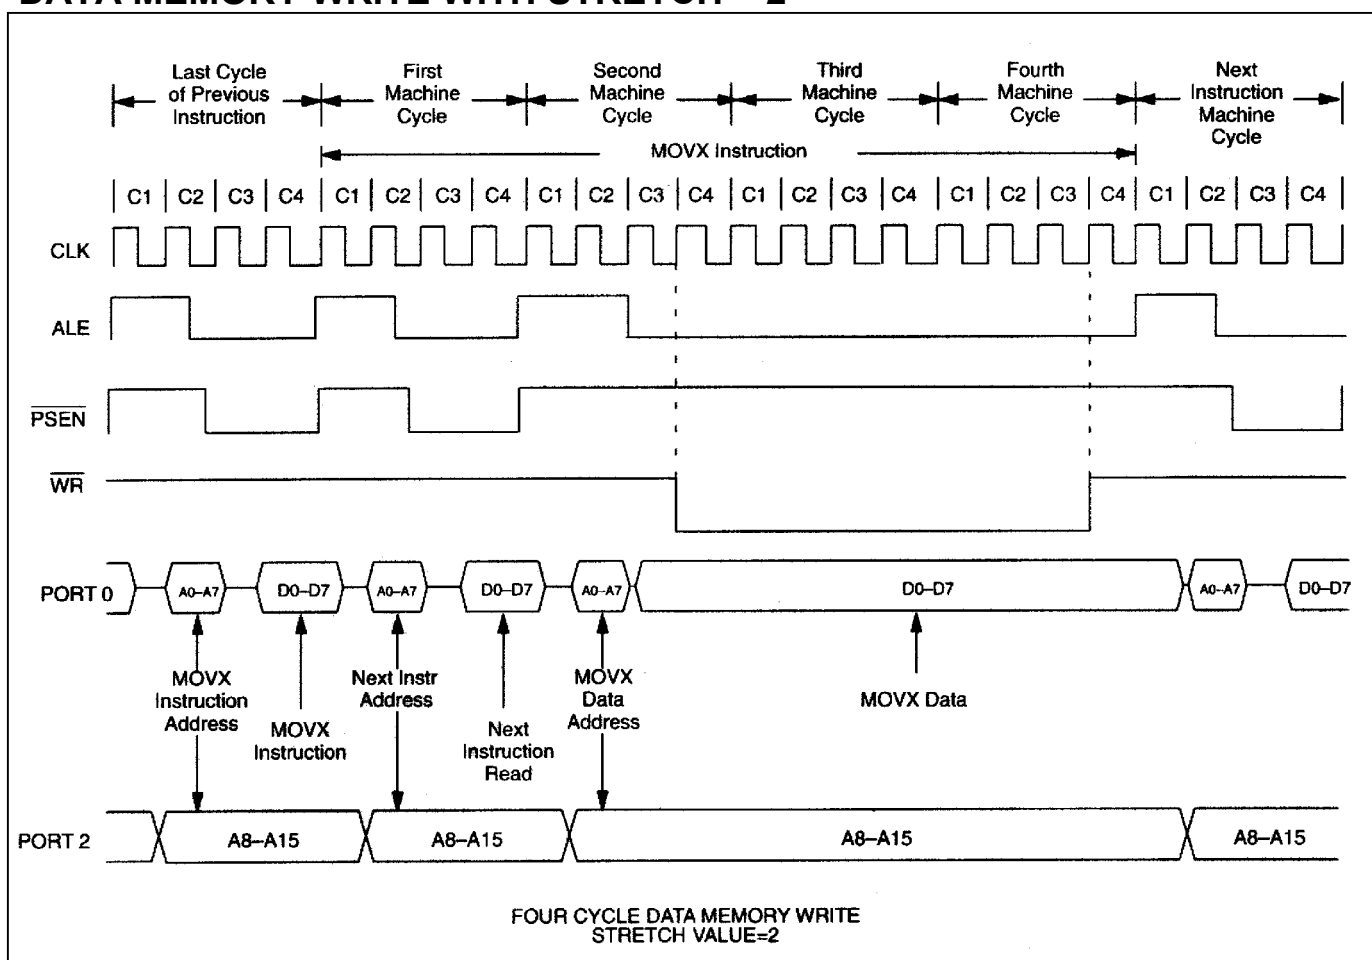 DATA MEMORY WRITE WITH STRETCH = 2
Last Cycle of Previous Instruction
First Machine Cycle
Second Machine Cycle
Third Machine Cycle
Fourth Machine Cycle
Next Instruction Machine Cycle
MOVX Instruction
C1 C2 C3 C4 C1 C2 C3 C4 C1 C2 C3 C4 C1 C2 C3 C4 C1 C2 C3 C4 C1 C2 C3 C4
CLK
ALE
PSEN
WR
PORT 0 A0–A7 D0–D7 A0–A7 D0–D7 A0–A7 D0–D7 A0–A7 D0–D7
MOVX Instruction Address
MOVX Instruction
Next Instr Address
Next Instruction Read
MOVX Data Address
MOVX Data
PORT 2 A8–A15 A8–A15 A8–A15 A8–A15
FOUR CYCLE DATA MEMORY WRITE
STRETCH VALUE=2